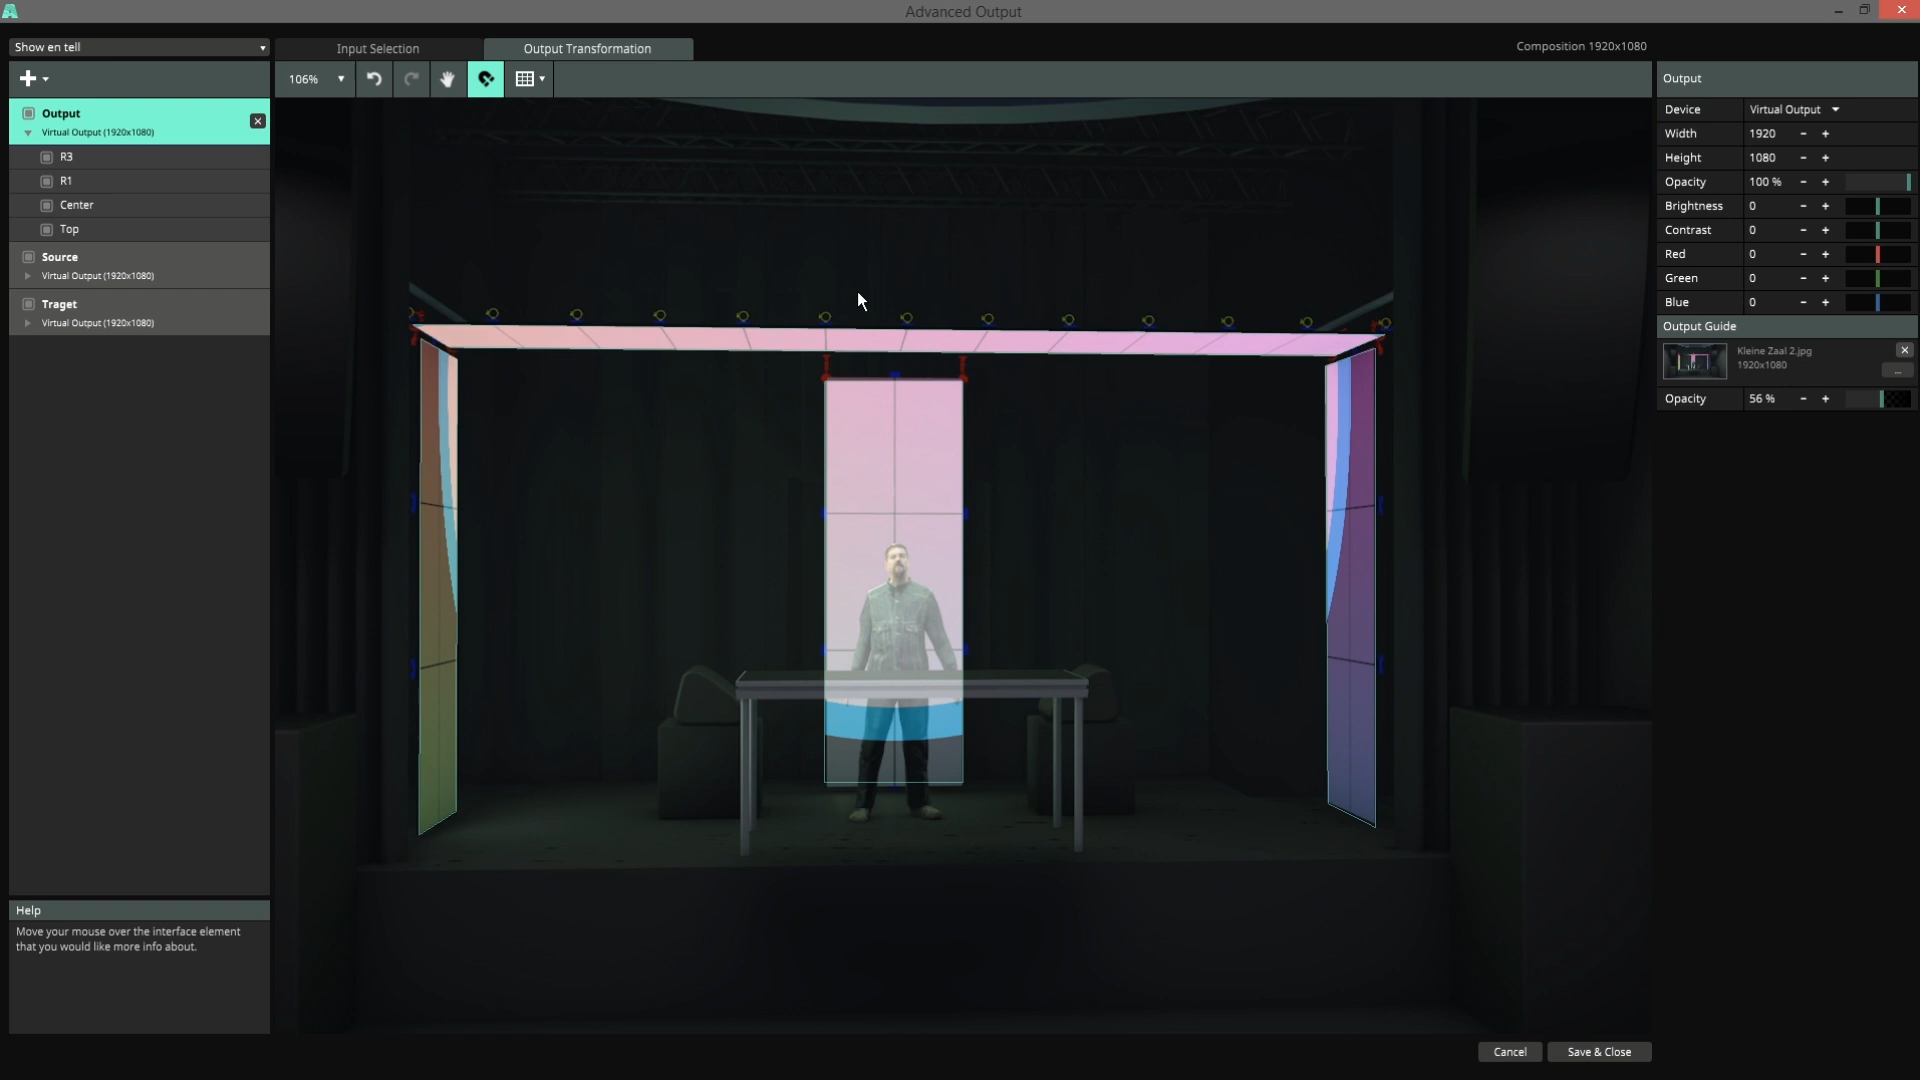 Advanced Output
Show en tell
Input Selection
Output Transformation
Composition 1920x1080
106%
Output
Virtual Output (1920x1080)
R3
R1
Center
Top
Source
Virtual Output (1920x1080)
Traget
Virtual Output (1920x1080)
Output
Device Virtual Output
Width 1920 - +
Height 1080 - +
Opacity 100 % - +
Brightness 0 - +
Contrast 0 - +
Red 0 - +
Green 0 - +
Blue 0 - +
Output Guide
Kleine Zaal 2.jpg
1920x1080
...
Opacity 56 % - +
Help
Move your mouse over the interface element
that you would like more info about.
Cancel
Save & Close